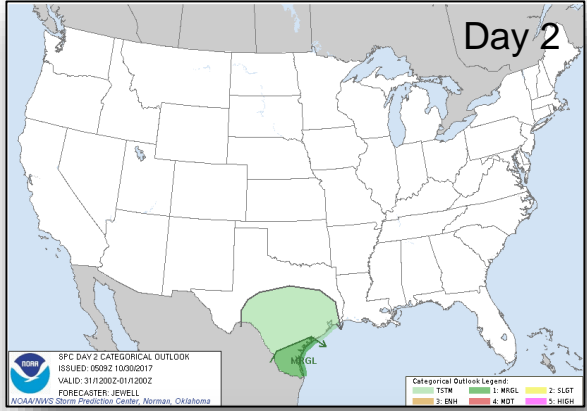 Day 2
MRGL
NOAA
SPC DAY 2 CATEGORICAL OUTLOOK
ISSUED: 0509Z 10/30/2017
VALID: 31/1200Z-01/1200Z
FORECASTER: JEWELL
NOAA/NWS Storm Prediction Center, Norman, Oklahoma
Categorical Outlook Legend:
TSTM 1: MRGL 2: SLGT
3: ENH 4: MDT 5: HIGH